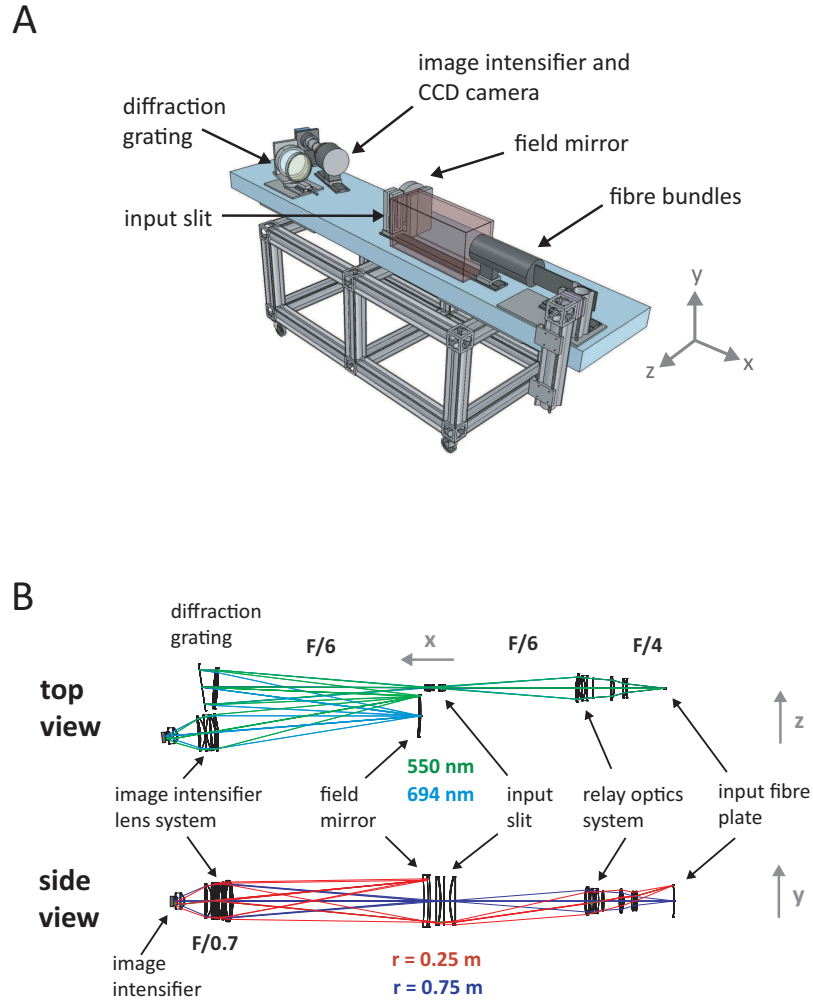 A
image intensifier and
CCD camera
diffraction
grating
field mirror
fibre bundles
input slit
y
z
x
B
diffraction
grating
F/6
x
F/6
F/4
top
view
z
550 nm
694 nm
image intensifier
lens system
field
mirror
input
slit
relay optics
system
input fibre
plate
side
view
y
F/0.7
image
intensifier
r = 0.25 m
r = 0.75 m